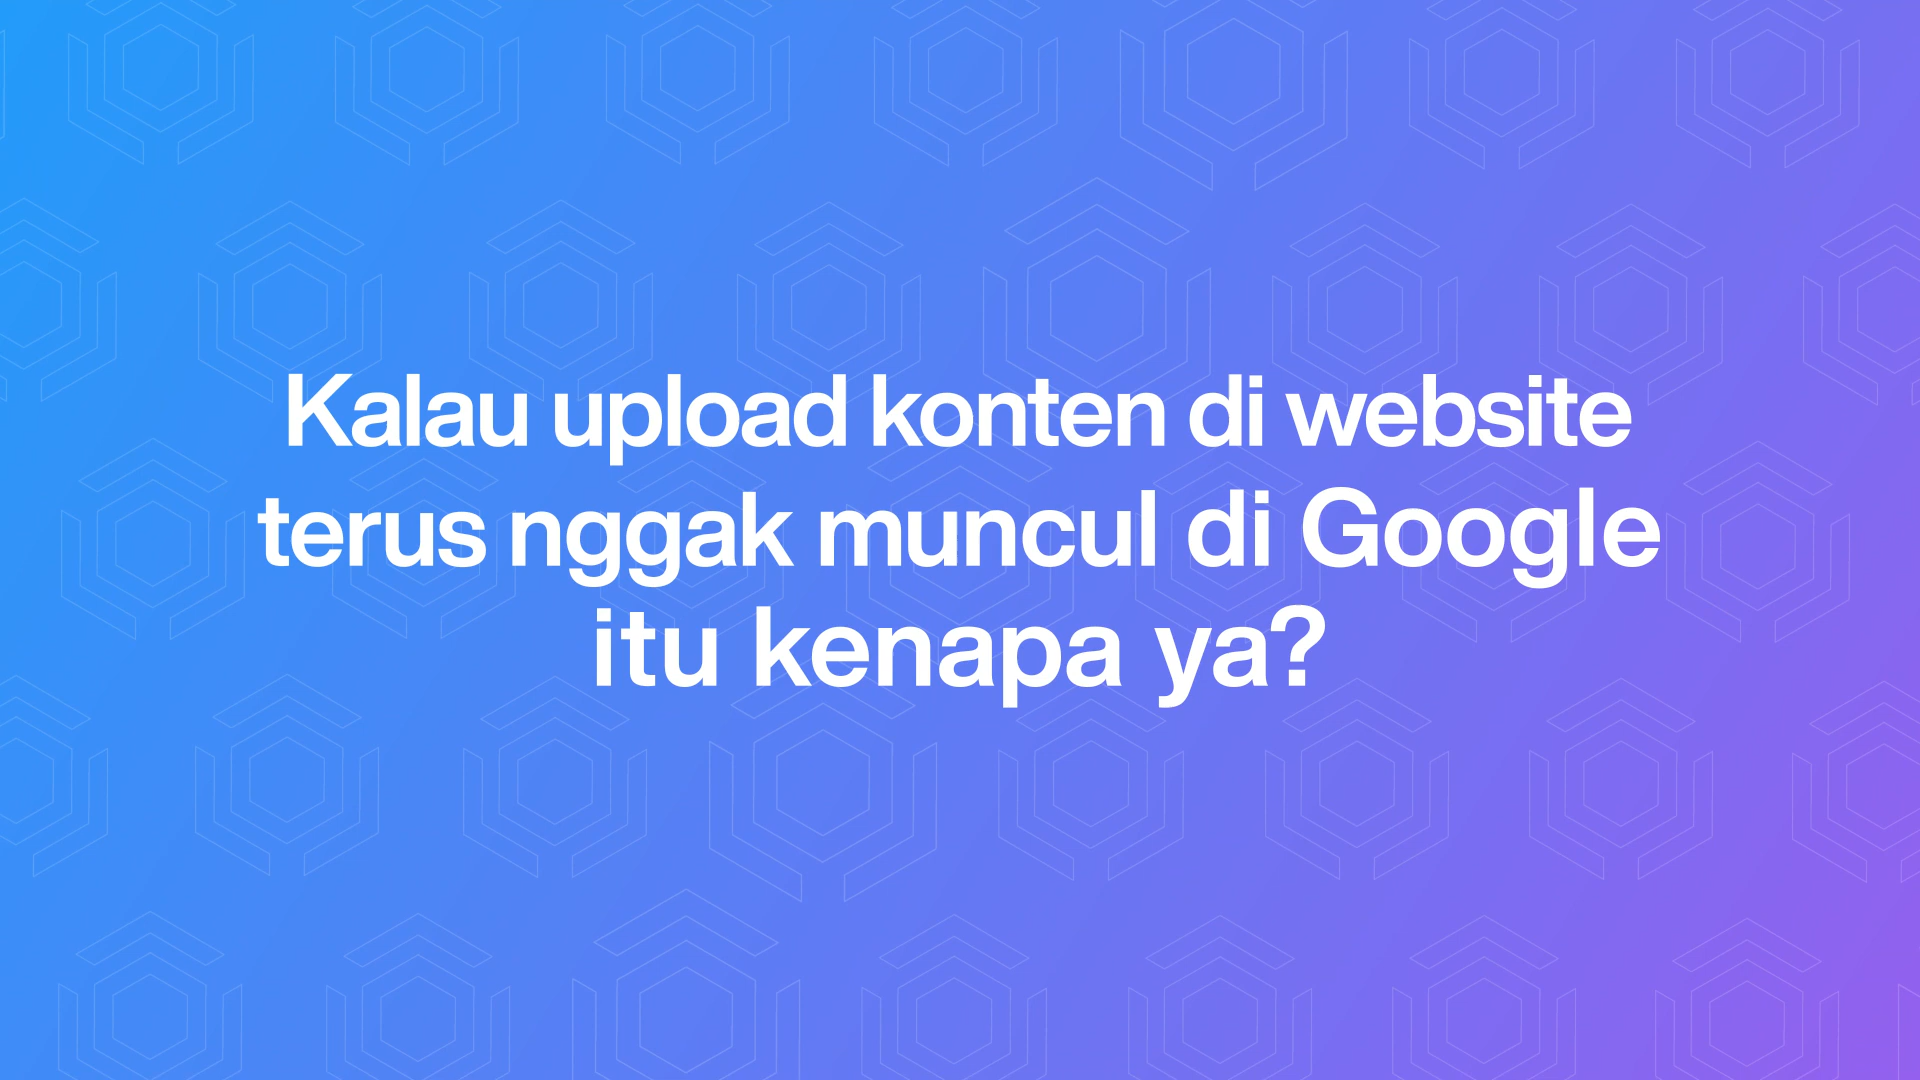 Kalau upload konten di website
terus nggak muncul di Google
itu kenapa ya?